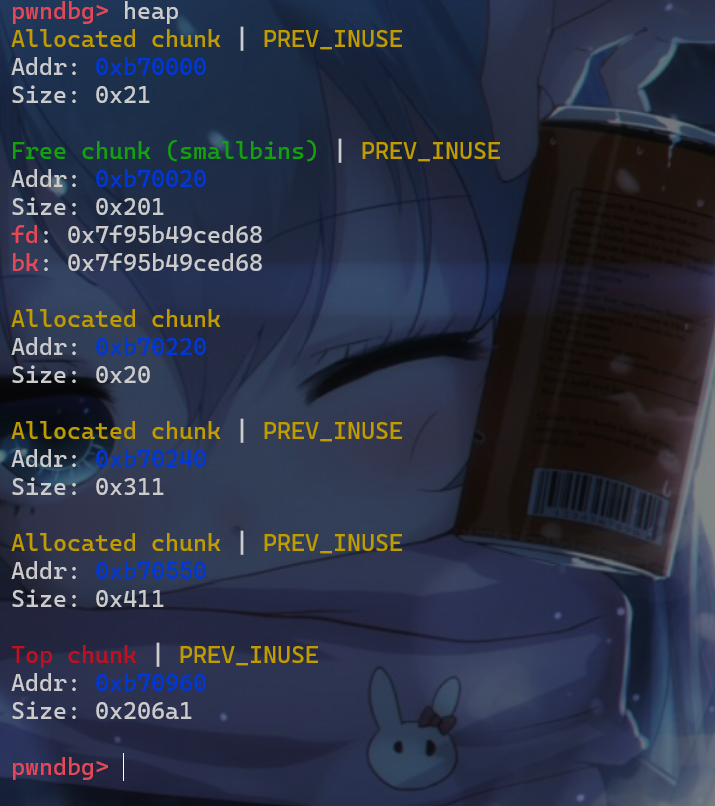 pwndbg> heap
Allocated chunk | PREV_INUSE
Addr: 0xb70000
Size: 0x21
Free chunk (smallbins) | PREV_INUSE
Addr: 0xb70020
Size: 0x201
fd: 0x7f95b49ced68
bk: 0x7f95b49ced68
Allocated chunk
Addr: 0xb70220
Size: 0x20
Allocated chunk | PREV_INUSE
Addr: 0xb70240
Size: 0x311
Allocated chunk | PREV_INUSE
Addr: 0xb70550
Size: 0x411
Top chunk | PREV_INUSE
Addr: 0xb70960
Size: 0x206a1
pwndbg>